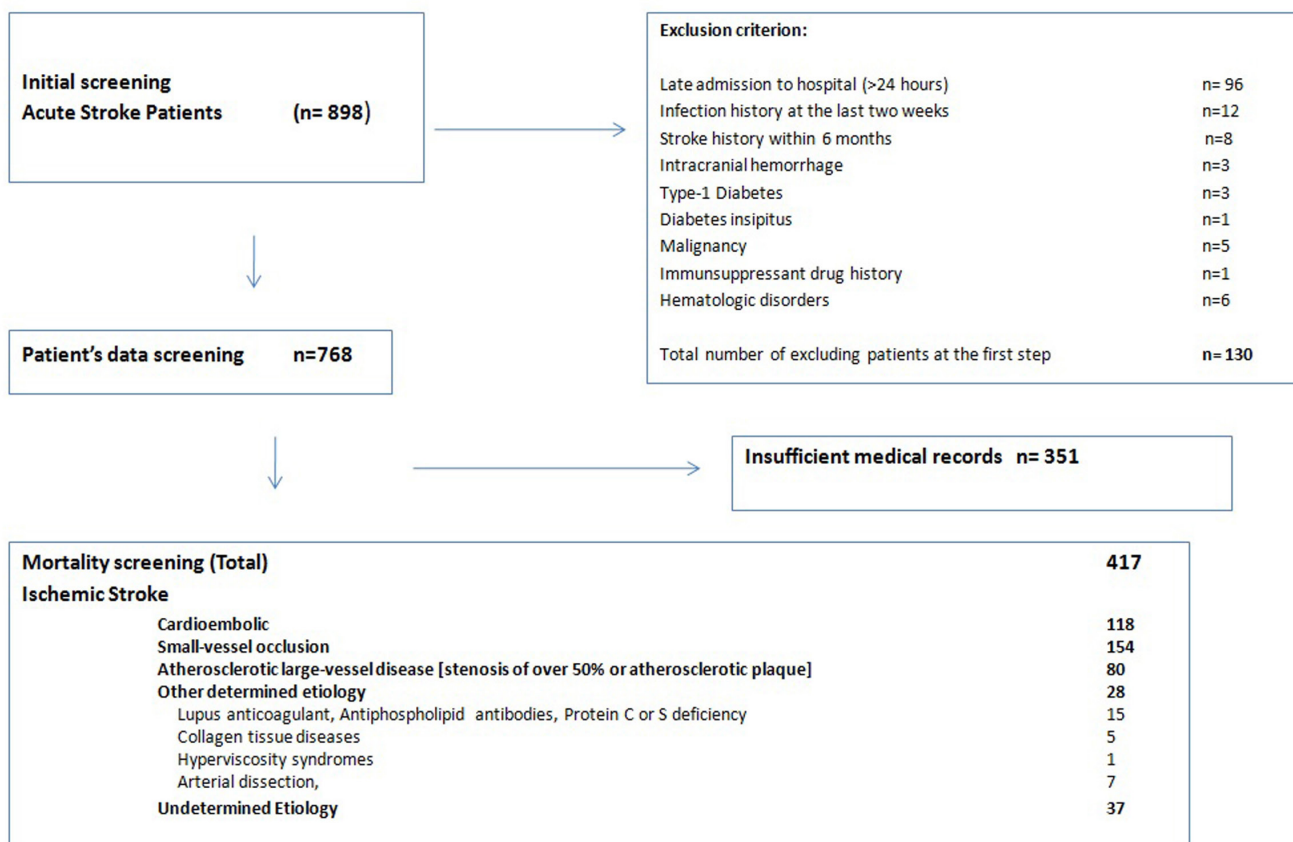 Initial screening
Acute Stroke Patients (n= 898)
Exclusion criterion:
Late admission to hospital (>24 hours) n= 96
Infection history at the last two weeks n=12
Stroke history within 6 months n=8
Intracranial hemorrhage n=3
Type-1 Diabetes n=3
Diabetes insipitus n=1
Malignancy n=5
Immunsuppressant drug history n=1
Hematologic disorders n=6
Total number of excluding patients at the first step n= 130
Patient's data screening n=768
Insufficient medical records n= 351
Mortality screening (Total) 417
Ischemic Stroke
Cardioembolic 118
Small-vessel occlusion 154
Atherosclerotic large-vessel disease [stenosis of over 50% or atherosclerotic plaque] 80
Other determined etiology 28
Lupus anticoagulant, Antiphospholipid antibodies, Protein C or S deficiency 15
Collagen tissue diseases 5
Hyperviscosity syndromes 1
Arterial dissection, 7
Undetermined Etiology 37